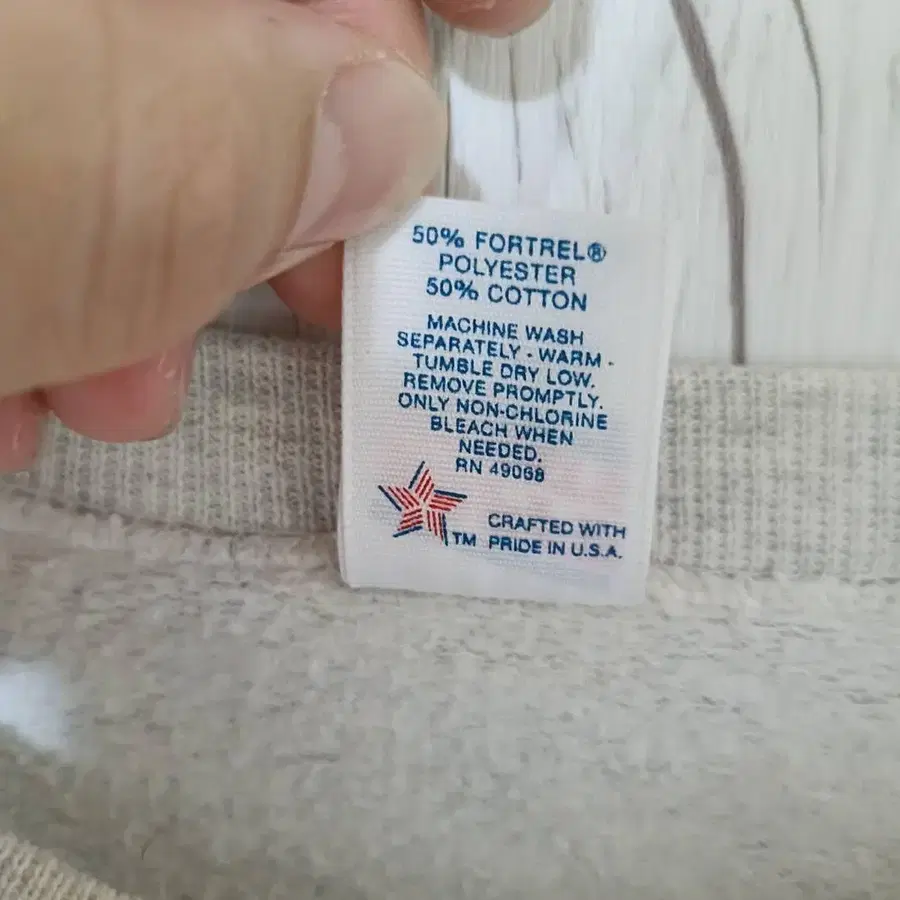 50% FORTREL®
POLYESTER
50% COTTON
MACHINE WASH
SEPARATELY - WARM -
TUMBLE DRY LOW.
REMOVE PROMPTLY.
ONLY NON-CHLORINE
BLEACH WHEN
NEEDED.
RN 49068
CRAFTED WITH
TM PRIDE IN U.S.A.